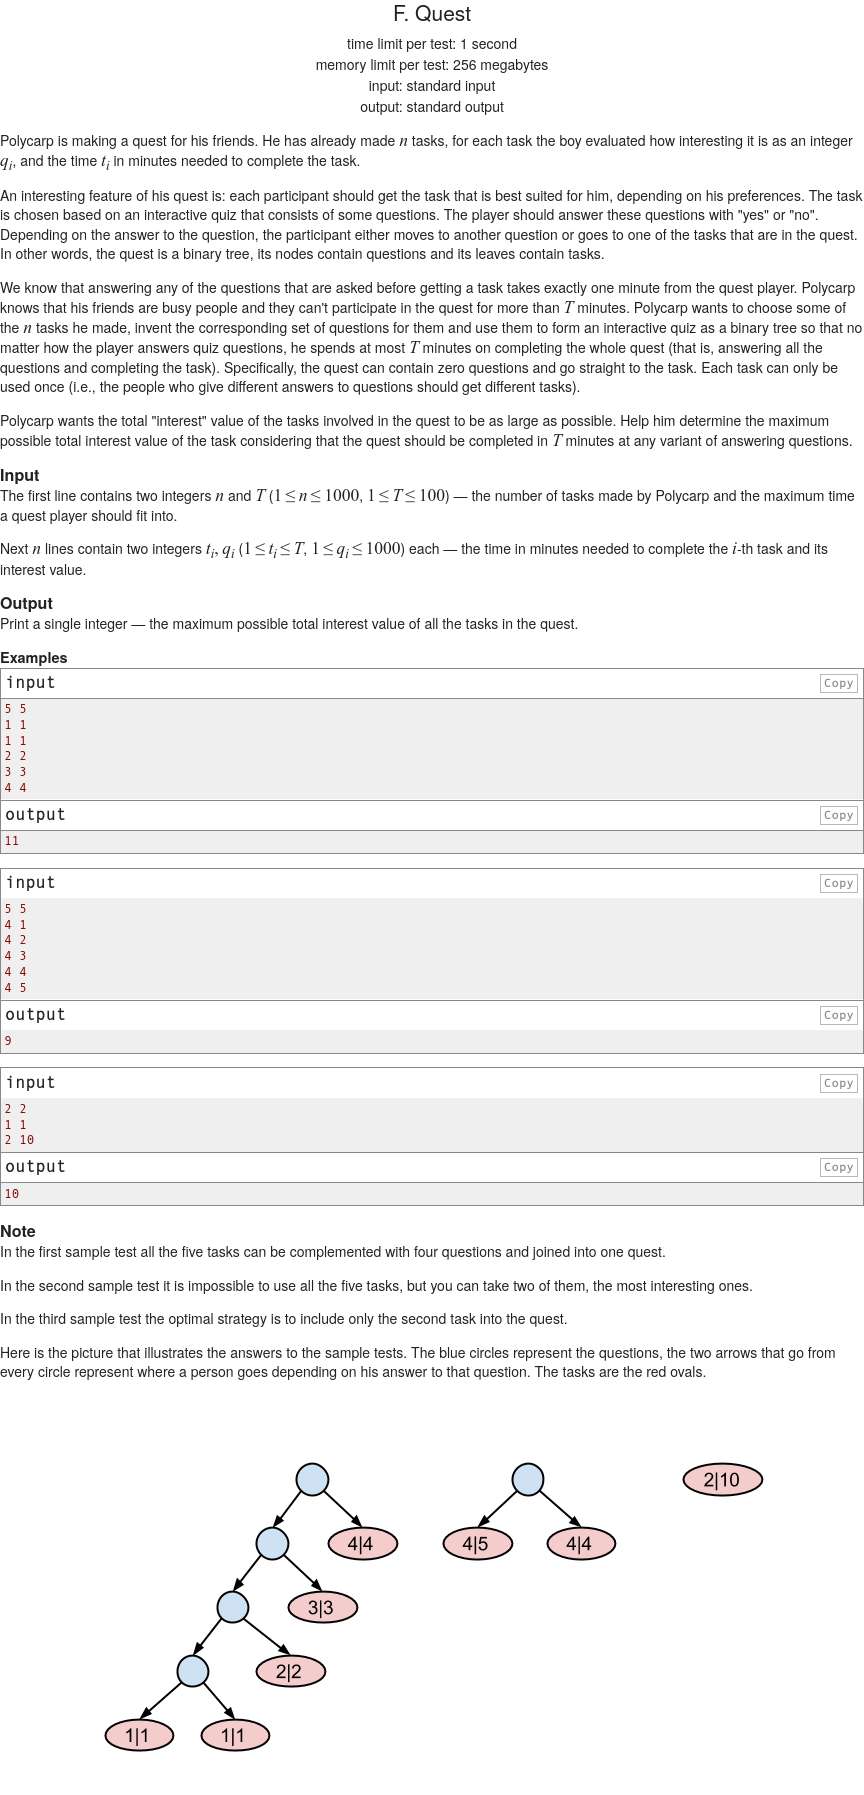 F. Quest
time limit per test: 1 second
memory limit per test: 256 megabytes
input: standard input
output: standard output
Polycarp is making a quest for his friends. He has already made n tasks, for each task the boy evaluated how interesting it is as an integer
qi, and the time ti in minutes needed to complete the task.
An interesting feature of his quest is: each participant should get the task that is best suited for him, depending on his preferences. The task
is chosen based on an interactive quiz that consists of some questions. The player should answer these questions with "yes" or "no".
Depending on the answer to the question, the participant either moves to another question or goes to one of the tasks that are in the quest.
In other words, the quest is a binary tree, its nodes contain questions and its leaves contain tasks.
We know that answering any of the questions that are asked before getting a task takes exactly one minute from the quest player. Polycarp
knows that his friends are busy people and they can't participate in the quest for more than T minutes. Polycarp wants to choose some of
the n tasks he made, invent the corresponding set of questions for them and use them to form an interactive quiz as a binary tree so that no
matter how the player answers quiz questions, he spends at most T minutes on completing the whole quest (that is, answering all the
questions and completing the task). Specifically, the quest can contain zero questions and go straight to the task. Each task can only be
used once (i.e., the people who give different answers to questions should get different tasks).
Polycarp wants the total "interest" value of the tasks involved in the quest to be as large as possible. Help him determine the maximum
possible total interest value of the task considering that the quest should be completed in T minutes at any variant of answering questions.
Input
The first line contains two integers n and T (1 ≤ n ≤ 1000, 1 ≤ T ≤ 100) — the number of tasks made by Polycarp and the maximum time
a quest player should fit into.
Next n lines contain two integers ti, qi (1 ≤ ti ≤ T, 1 ≤ qi ≤ 1000) each — the time in minutes needed to complete the i-th task and its
interest value.
Output
Print a single integer — the maximum possible total interest value of all the tasks in the quest.
Examples
input
Copy
5 5
1 1
1 1
2 2
3 3
4 4
output
Copy
11
input
Copy
5 5
4 1
4 2
4 3
4 4
4 5
output
Copy
9
input
Copy
2 2
1 1
2 10
output
Copy
10
Note
In the first sample test all the five tasks can be complemented with four questions and joined into one quest.
In the second sample test it is impossible to use all the five tasks, but you can take two of them, the most interesting ones.
In the third sample test the optimal strategy is to include only the second task into the quest.
Here is the picture that illustrates the answers to the sample tests. The blue circles represent the questions, the two arrows that go from
every circle represent where a person goes depending on his answer to that question. The tasks are the red ovals.
2|10
4|4
4|5
4|4
3|3
2|2
1|1
1|1